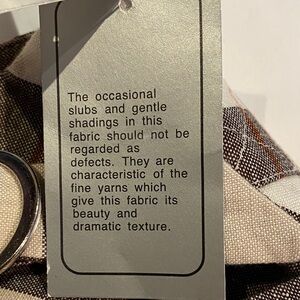 The occasional
slubs and gentle
shadings in this
fabric should not be
regarded as
defects. They are
characteristic of the
fine yarns which
give this fabric its
beauty and
dramatic texture.